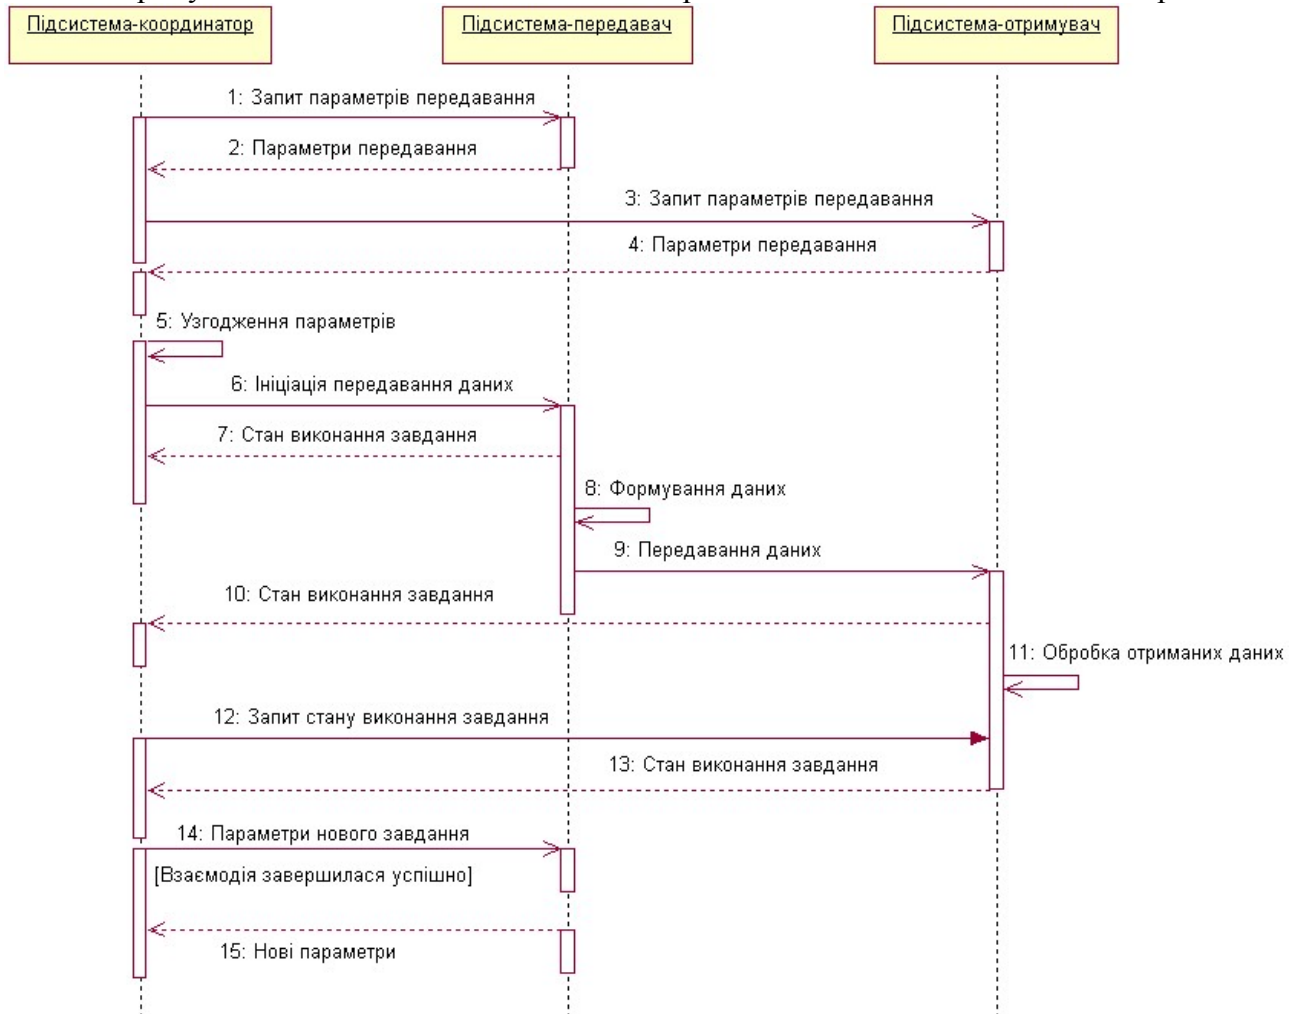 Підсистема-координатор
Підсистема-передавач
Підсистема-отримувач
1: Запит параметрів передавання
2: Параметри передавання
3: Запит параметрів передавання
4: Параметри передавання
5: Узгодження параметрів
6: Ініціація передавання даних
7: Стан виконання завдання
8: Формування даних
9: Передавання даних
10: Стан виконання завдання
11: Обробка отриманих даних
12: Запит стану виконання завдання
13: Стан виконання завдання
14: Параметри нового завдання
[Взаємодія завершилася успішно]
15: Нові параметри